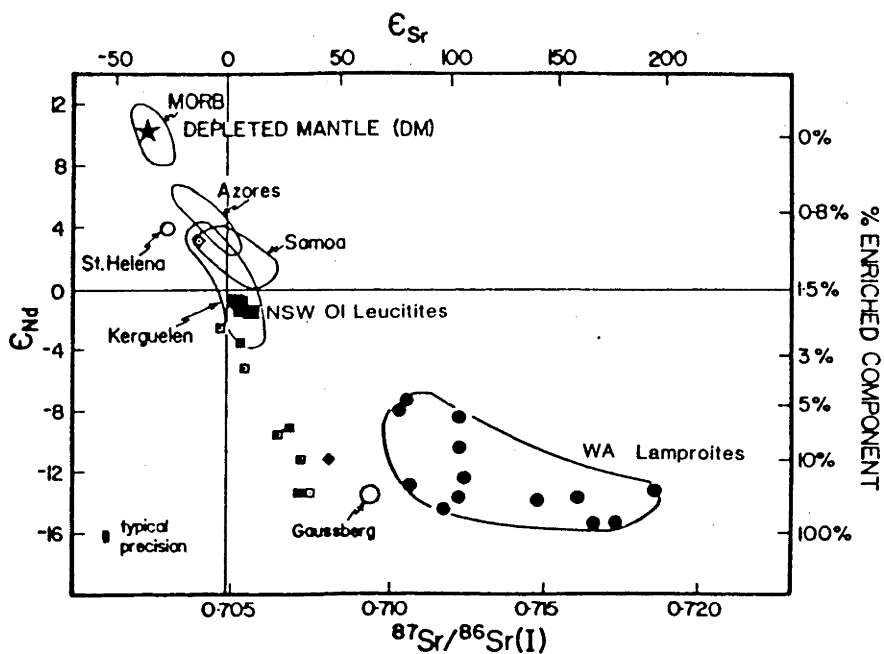 εSr
-50 0 50 100 150 200
12
8
4
0
-4
-8
-12
-16
εNd
MORB
DEPLETED MANTLE (DM)
Azores
St. Helena
Samoa
NSW Ol Leucitites
Kerguelen
WA Lamproites
Gaussberg
typical
precision
0%
0·8%
1·5%
3%
5%
10%
100%
% ENRICHED COMPONENT
0·705 0·710 0·715 0·720
⁸⁷Sr/⁸⁶Sr(I)